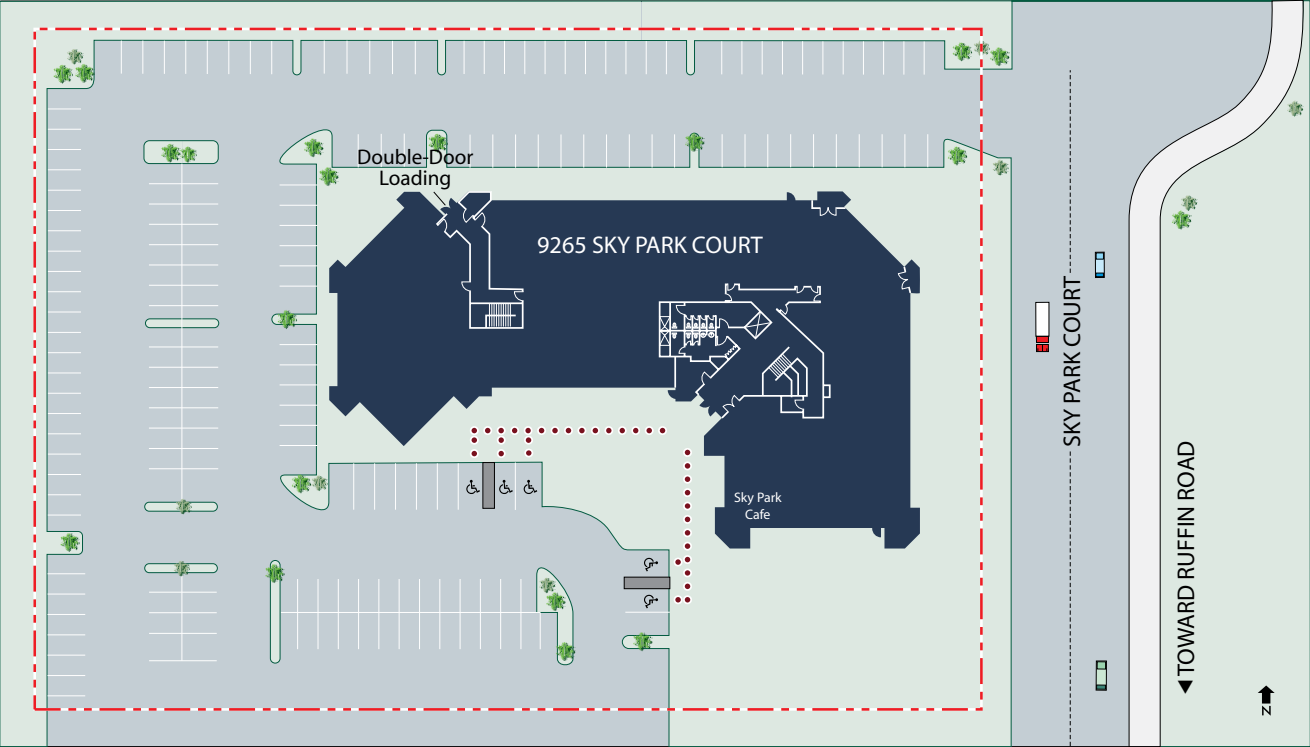 Double-Door
Loading
9265 SKY PARK COURT
Sky Park
Cafe
SKY PARK COURT
TOWARD RUFFIN ROAD
N